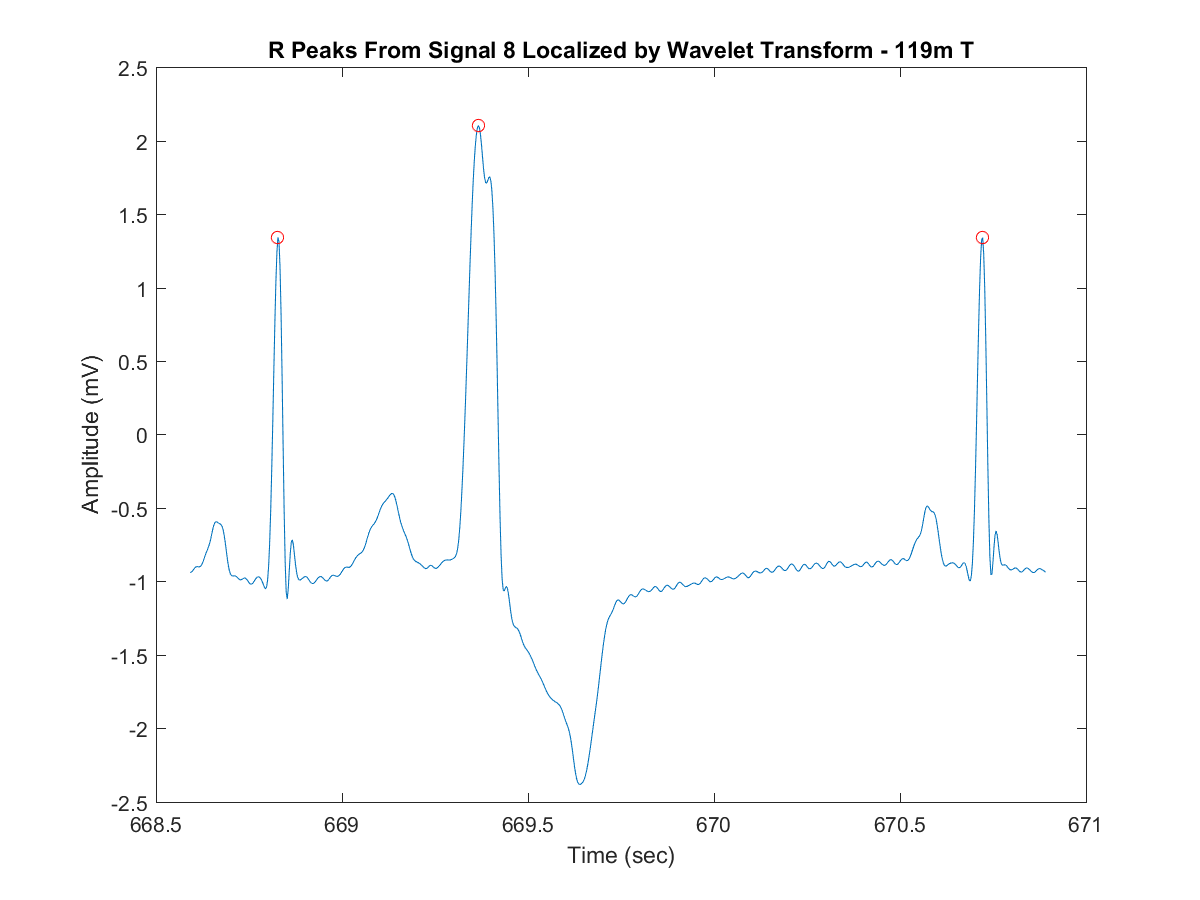 R Peaks From Signal 8 Localized by Wavelet Transform - 119m T
2.5
2
1.5
1
0.5
0
-0.5
-1
-1.5
-2
-2.5
Amplitude (mV)
668.5 669 669.5 670 670.5 671
Time (sec)